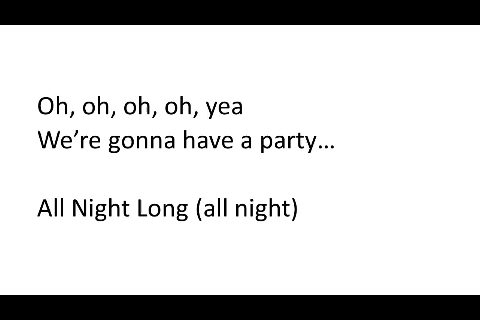 Oh, oh, oh, oh, yea
We’re gonna have a party…
All Night Long (all night)